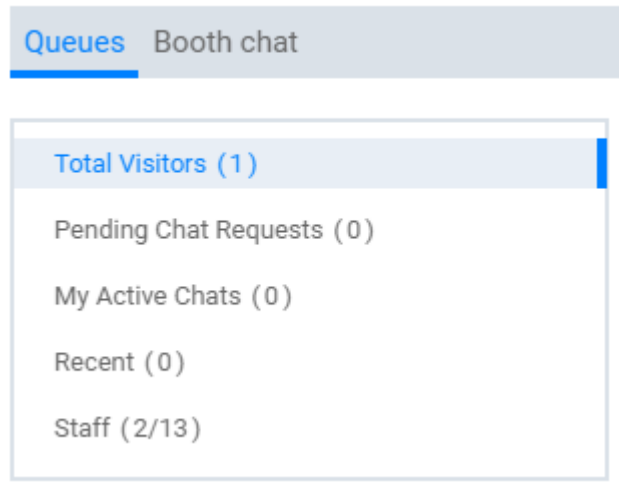 Queues Booth chat
Total Visitors (1)
Pending Chat Requests (0)
My Active Chats (0)
Recent (0)
Staff (2/13)